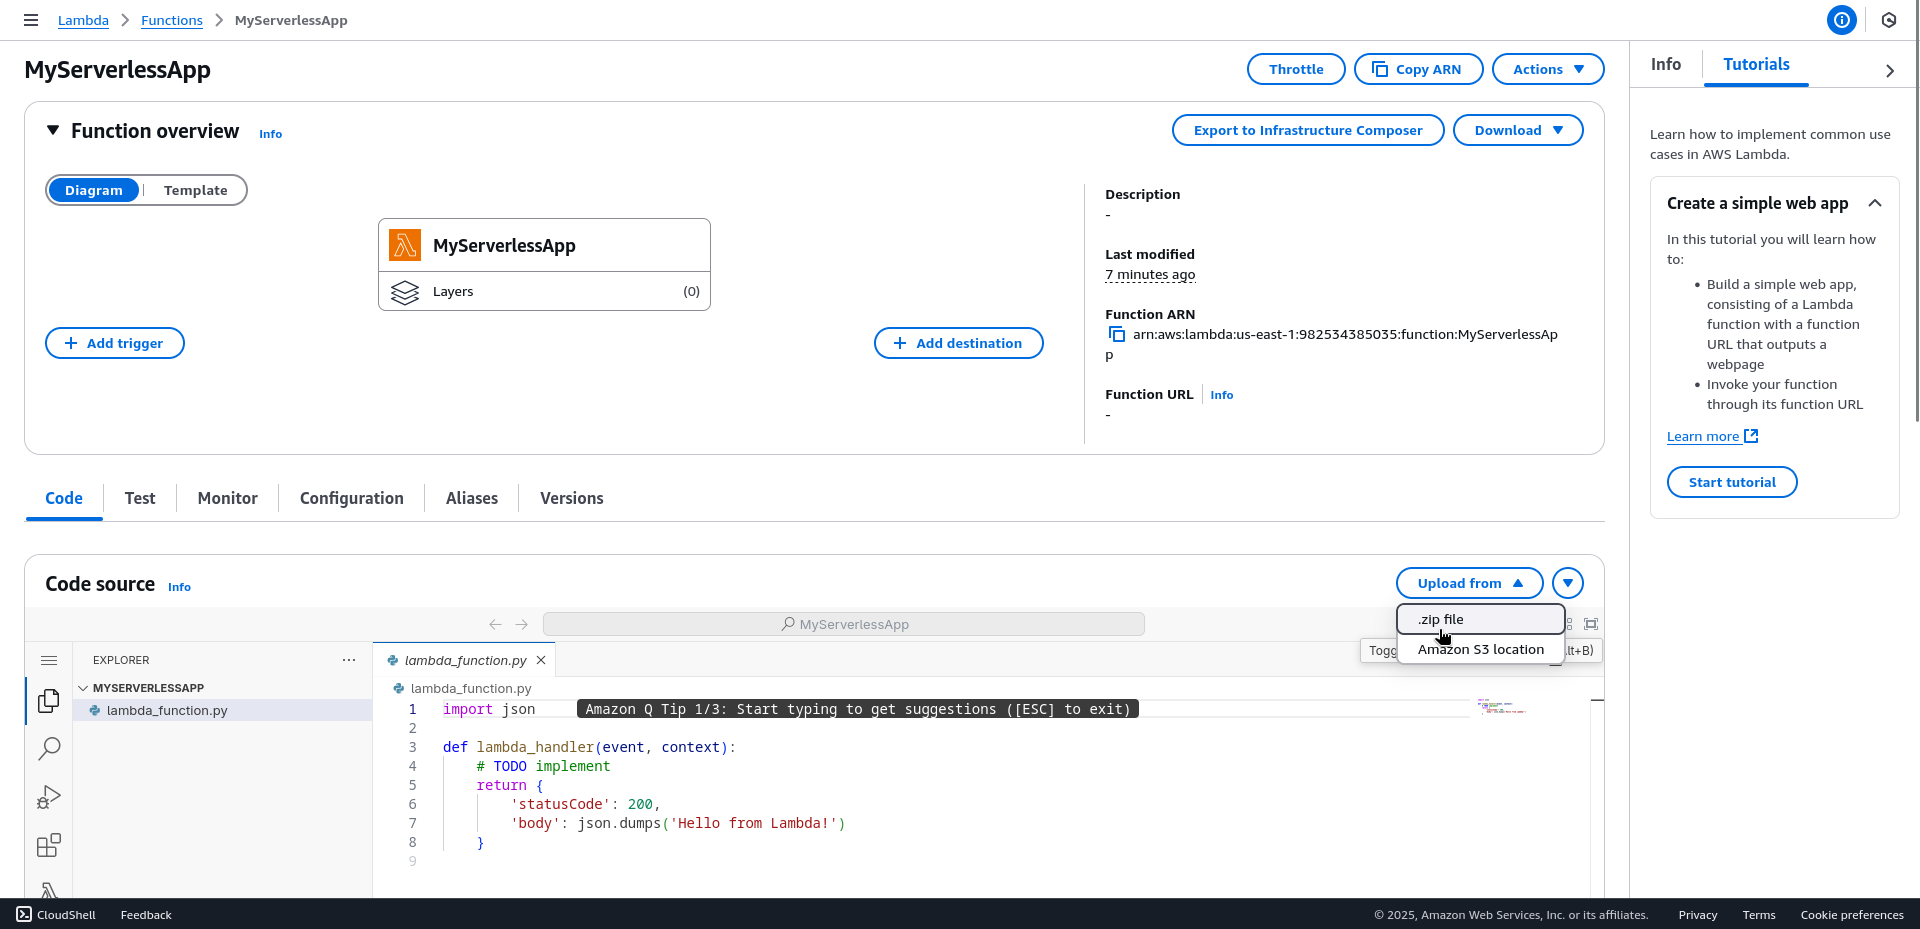 Lambda > Functions > MyServerlessApp
MyServerlessApp
Throttle
Copy ARN
Actions
Function overview Info
Export to Infrastructure Composer
Download
Diagram | Template
MyServerlessApp
Layers (0)
+ Add trigger
+ Add destination
Description
-
Last modified
7 minutes ago
Function ARN
arn:aws:lambda:us-east-1:982534385035:function:MyServerlessAp
p
Function URL | Info
-
Code
Test
Monitor
Configuration
Aliases
Versions
Code source Info
Upload from
.zip file
Amazon S3 location
MyServerlessApp
Togg
lt+B)
EXPLORER ...
MYSERVERLESSAPP
lambda_function.py
lambda_function.py
lambda_function.py
1 import json Amazon Q Tip 1/3: Start typing to get suggestions ([ESC] to exit)
2
3 def lambda_handler(event, context):
4 # TODO implement
5 return {
6 'statusCode': 200,
7 'body': json.dumps('Hello from Lambda!')
8 }
9
Info
Tutorials
Learn how to implement common use
cases in AWS Lambda.
Create a simple web app
In this tutorial you will learn how
to:
• Build a simple web app,
consisting of a Lambda
function with a function
URL that outputs a
webpage
• Invoke your function
through its function URL
Learn more
Start tutorial
CloudShell
Feedback
© 2025, Amazon Web Services, Inc. or its affiliates.
Privacy
Terms
Cookie preferences